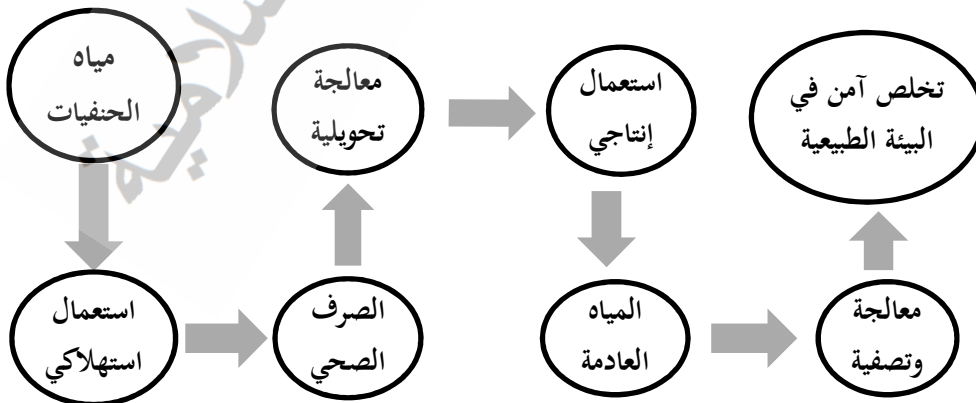 مياه
الحنفيات
استعمال
استهلاكي
الصرف
الصحي
معالجة
تحويلية
استعمال
إنتاجي
المياه
العادمة
معالجة
وتصفية
تخلص آمن في
البيئة الطبيعية